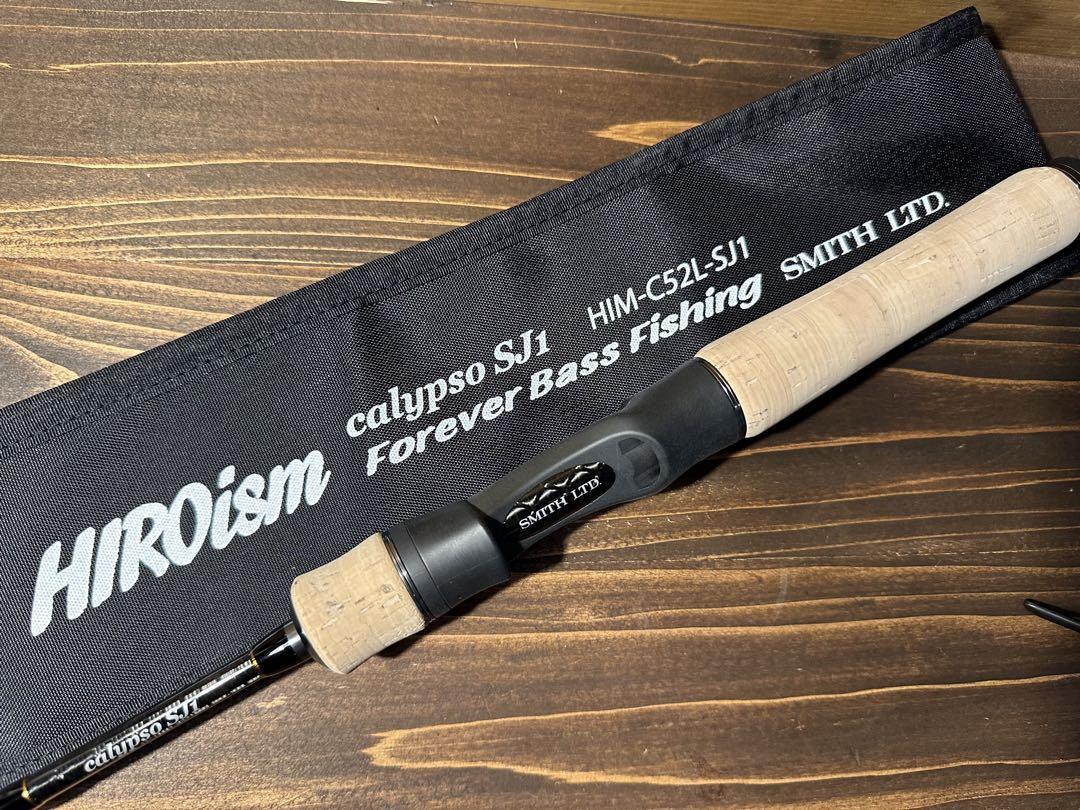 HIROism
calypso SJ1 HIM-C52L-SJ1
Forever Bass Fishing SMITH LTD.
SMITH LTD.
calypso SJ1